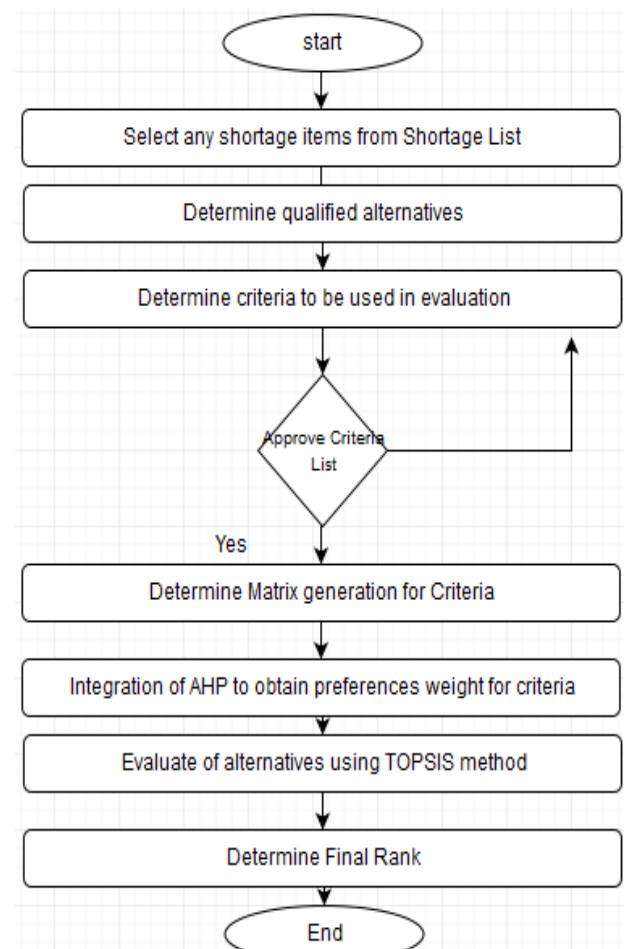 start
Select any shortage items from Shortage List
Determine qualified alternatives
Determine criteria to be used in evaluation
Approve Criteria
List
Yes
Determine Matrix generation for Criteria
Integration of AHP to obtain preferences weight for criteria
Evaluate of alternatives using TOPSIS method
Determine Final Rank
End